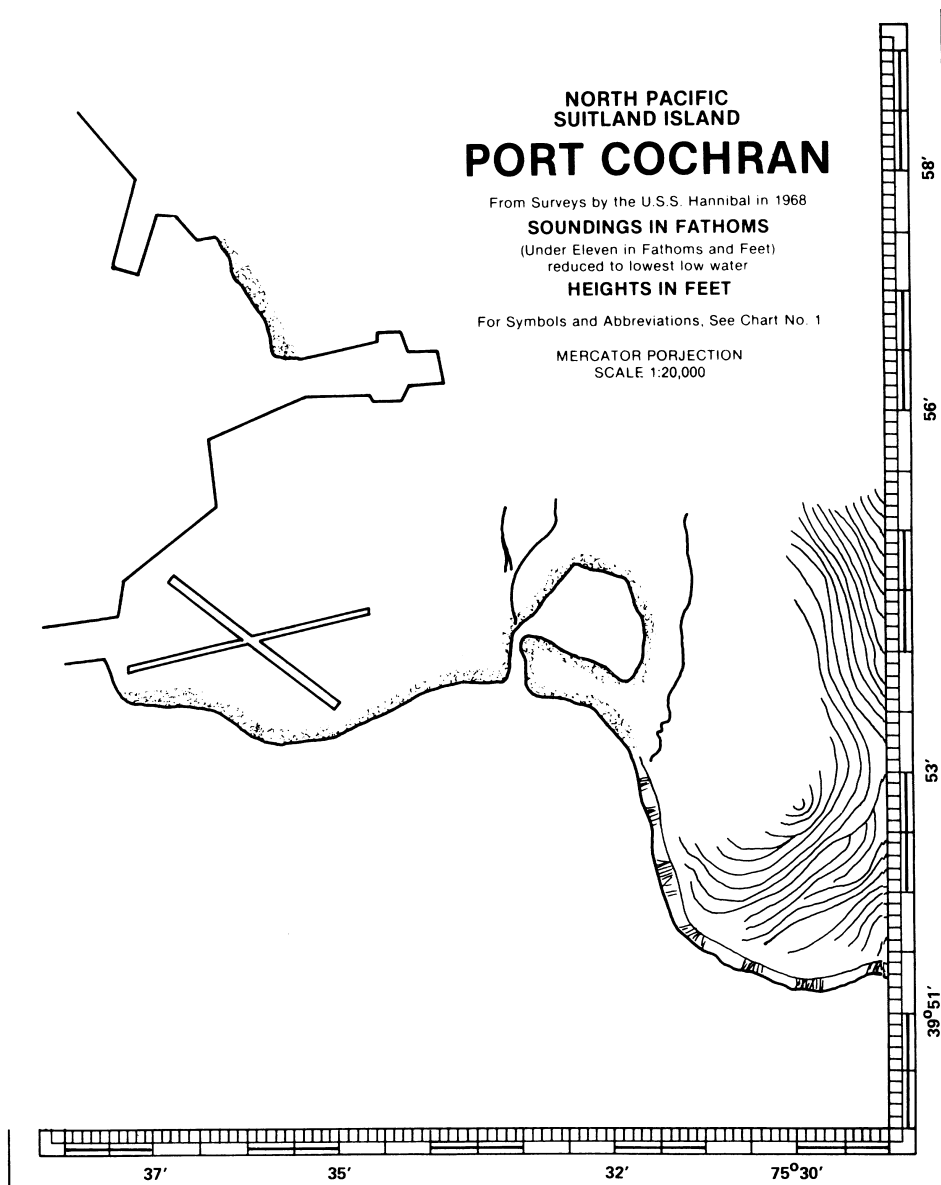 NORTH PACIFIC
SUITLAND ISLAND
PORT COCHRAN
From Surveys by the U.S.S. Hannibal in 1968
SOUNDINGS IN FATHOMS
(Under Eleven in Fathoms and Feet)
reduced to lowest low water
HEIGHTS IN FEET
For Symbols and Abbreviations, See Chart No. 1
MERCATOR PORJECTION
SCALE 1:20,000
58′
56′
53′
39°51′
37′ 35′ 32′ 75°30′